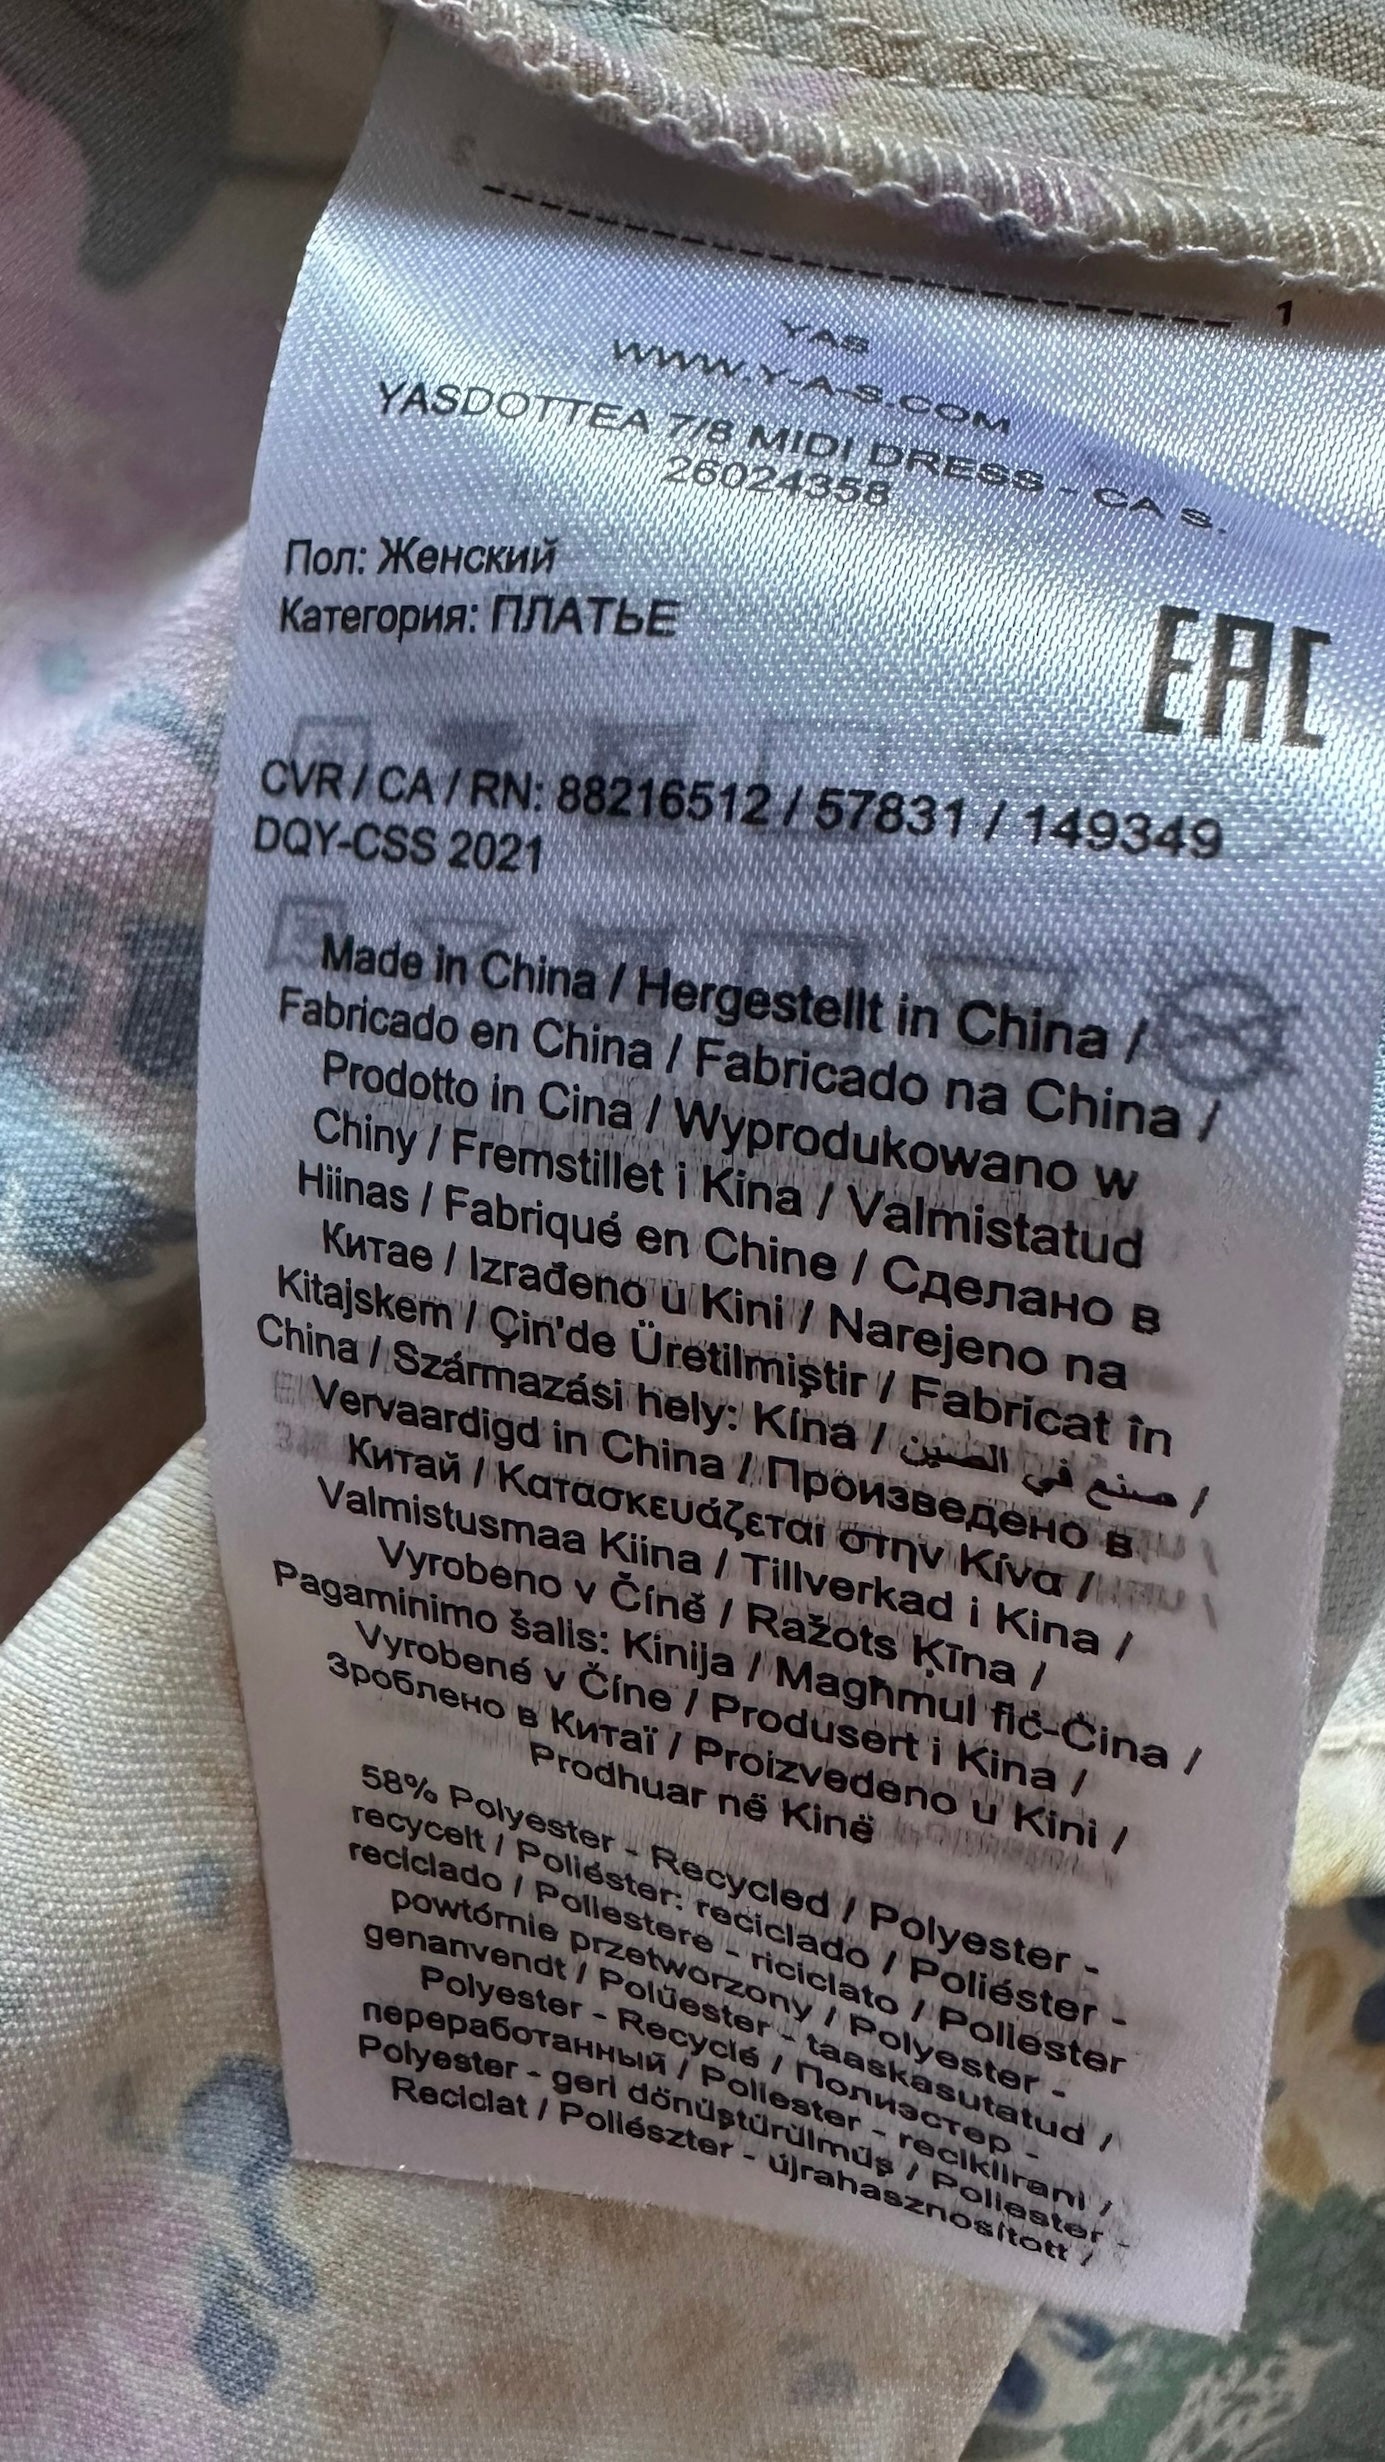 1
YAS
WWW.Y-A-S.COM
YASDOTTEA 7/8 MIDI DRESS - CA S.
26024358
Пол: Женский
Категория: ПЛАТЬЕ
EAC
CVR / CA / RN: 88216512 / 57831 / 149349
DQY-CSS 2021
Made in China / Hergestellt in China /
Fabricado en China / Fabricado na China /
Prodotto in Cina / Wyprodukowano w
Chiny / Fremstillet i Kina / Valmistatud
Hiinas / Fabriqué en Chine / Сделано в
Китае / Izrađeno u Kini / Narejeno na
Kitajskem / Çin'de Üretilmiştir / Fabricat în
China / Származási hely: Kína / صنع في الصين /
Vervaardigd in China / Произведено в
Китай / Κατασκευάζεται στην Κίνα /
Valmistusmaa Kiina / Tillverkad i Kina /
Vyrobeno v Číně / Ražots Ķīna /
Pagaminimo šalis: Kinija / Magħmul fiċ-Ċina /
Vyrobené v Číne / Produsert i Kina /
Зроблено в Китаї / Proizvedeno u Kini /
Prodhuar në Kinë
58% Polyester - Recycled / Polyester -
recycelt / Poliéster: reciclado / Poliéster -
reciclado / Poliestere - riciclato / Poliester
powtórnie przetworzony / Polyester -
genanvendt / Polüester - taaskasutatud /
Polyester - Recyclé / Полиэстер -
переработанный / Poliester - reciklirani /
Polyester - geri dönüştürülmüş / Poliester -
Reciclat / Poliészter - újrahasznosított /